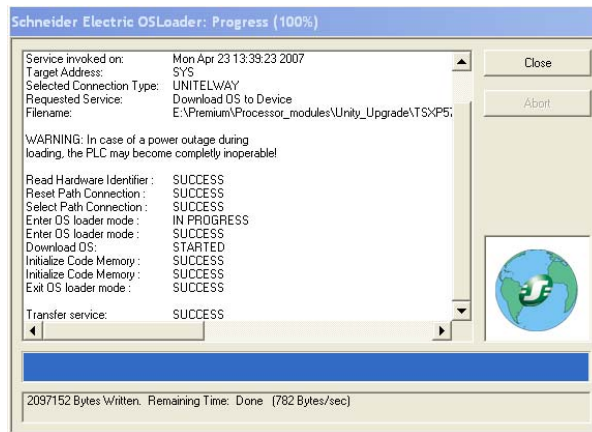 Schneider Electric OSLoader: Progress (100%)
Service invoked on: Mon Apr 23 13:39:23 2007
Target Address: SYS
Selected Connection Type: UNITELWAY
Requested Service: Download OS to Device
Filename: E:\Premium\Processor_modules\Unity_Upgrade\TSXP57
WARNING: In case of a power outage during
loading, the PLC may become completly inoperable!
Read Hardware Identifier : SUCCESS
Reset Path Connection : SUCCESS
Select Path Connection : SUCCESS
Enter OS loader mode : IN PROGRESS
Enter OS loader mode : SUCCESS
Download OS: STARTED
Initialize Code Memory : SUCCESS
Initialize Code Memory : SUCCESS
Exit OS loader mode : SUCCESS
Transfer service: SUCCESS
Close
Abort
2097152 Bytes Written. Remaining Time: Done (782 Bytes/sec)